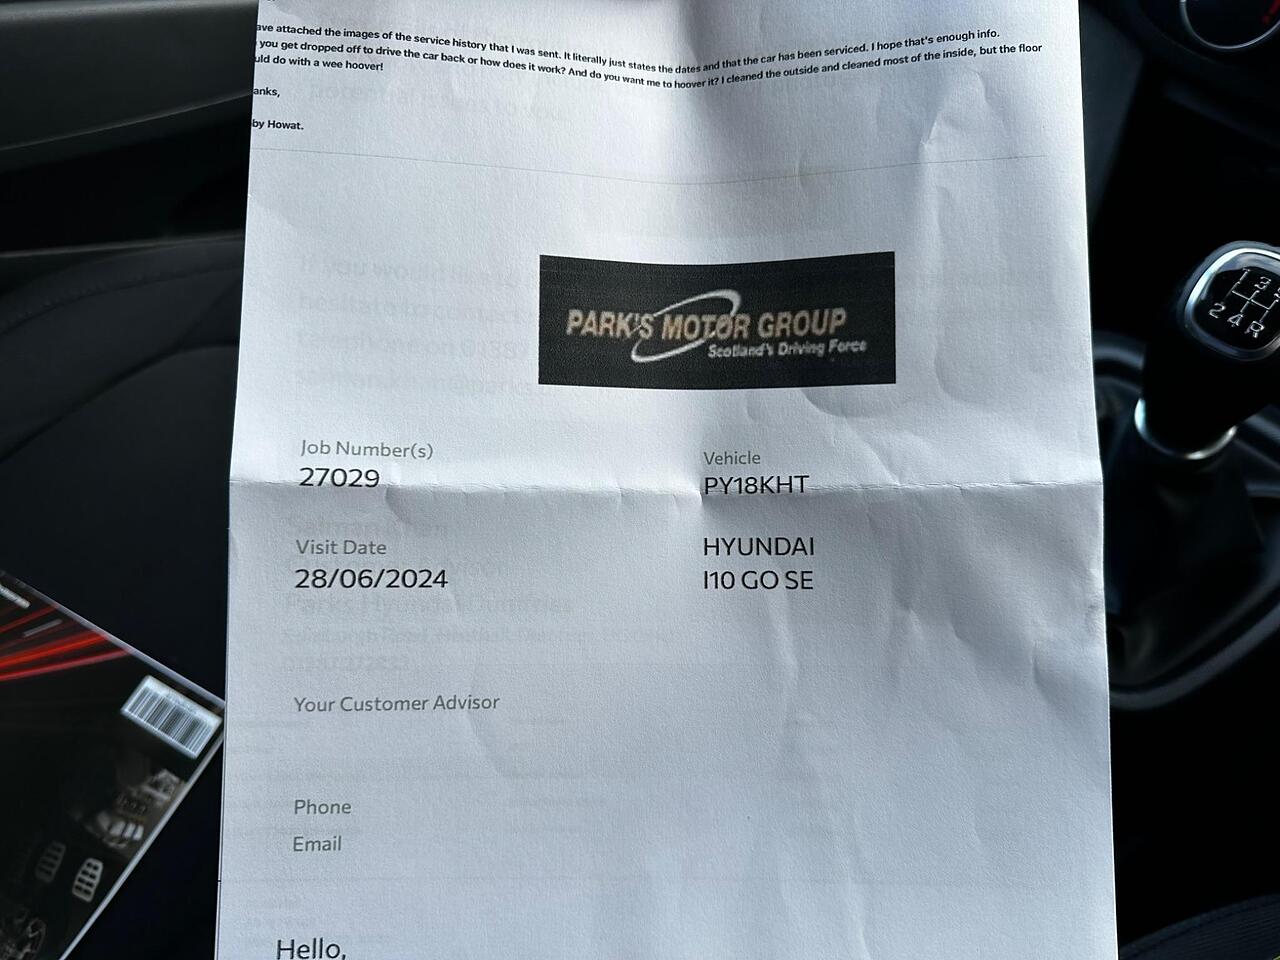 ave attached the images of the service history that I was sent. It literally just states the dates and that the car has been serviced. I hope that's enough info.
you get dropped off to drive the car back or how does it work? And do you want me to hoover it? I cleaned the outside and cleaned most of the inside, but the floor
uld do with a wee hoover!
anks,
by Howat.
PARK'S MOTOR GROUP
Scotland's Driving Force
Job Number(s)
27029
Vehicle
PY18KHT
Visit Date
28/06/2024
HYUNDAI
I10 GO SE
Your Customer Advisor
Phone
Email
Hello,
1 3 5
2 4 R